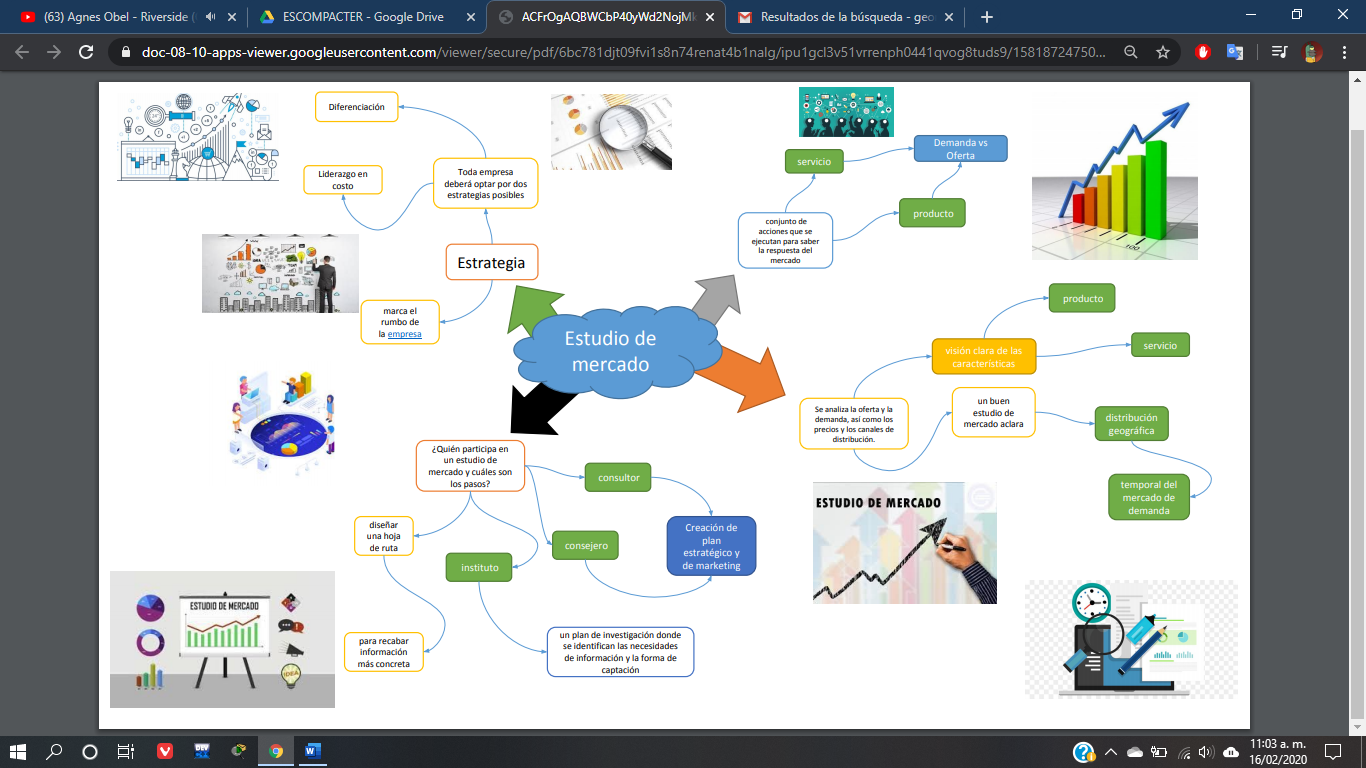 (63) Agnes Obel - Riverside (
ESCOMPACTER - Google Drive
ACFrOgAQBWCbP40yWd2NojMk
Resultados de la búsqueda - geo
doc-08-10-apps-viewer.googleusercontent.com/viewer/secure/pdf/6bc781djt09fvi1s8n74renat4b1nalg/ipu1gcl3v51vrrenph0441qvog8tuds9/15818724750...
Diferenciación
Liderazgo en
costo
Toda empresa
deberá optar por dos
estrategias posibles
Estrategia
marca el
rumbo de
la empresa
servicio
Demanda vs
Oferta
producto
conjunto de
acciones que se
ejecutan para saber
la respuesta del
mercado
100
Estudio de
mercado
producto
servicio
visión clara de las
características
Se analiza la oferta y la
demanda, así como los
precios y los canales de
distribución.
un buen
estudio de
mercado aclara
distribución
geográfica
temporal del
mercado de
demanda
¿Quién participa en
un estudio de
mercado y cuáles son
los pasos?
consultor
consejero
Creación de
plan
estratégico y
de marketing
diseñar
una hoja
de ruta
instituto
para recabar
información
más concreta
un plan de investigación donde
se identifican las necesidades
de información y la forma de
captación
ESTUDIO DE MERCADO
ESTUDIO DE MERCADO
IDEA
11:03 a. m.
16/02/2020